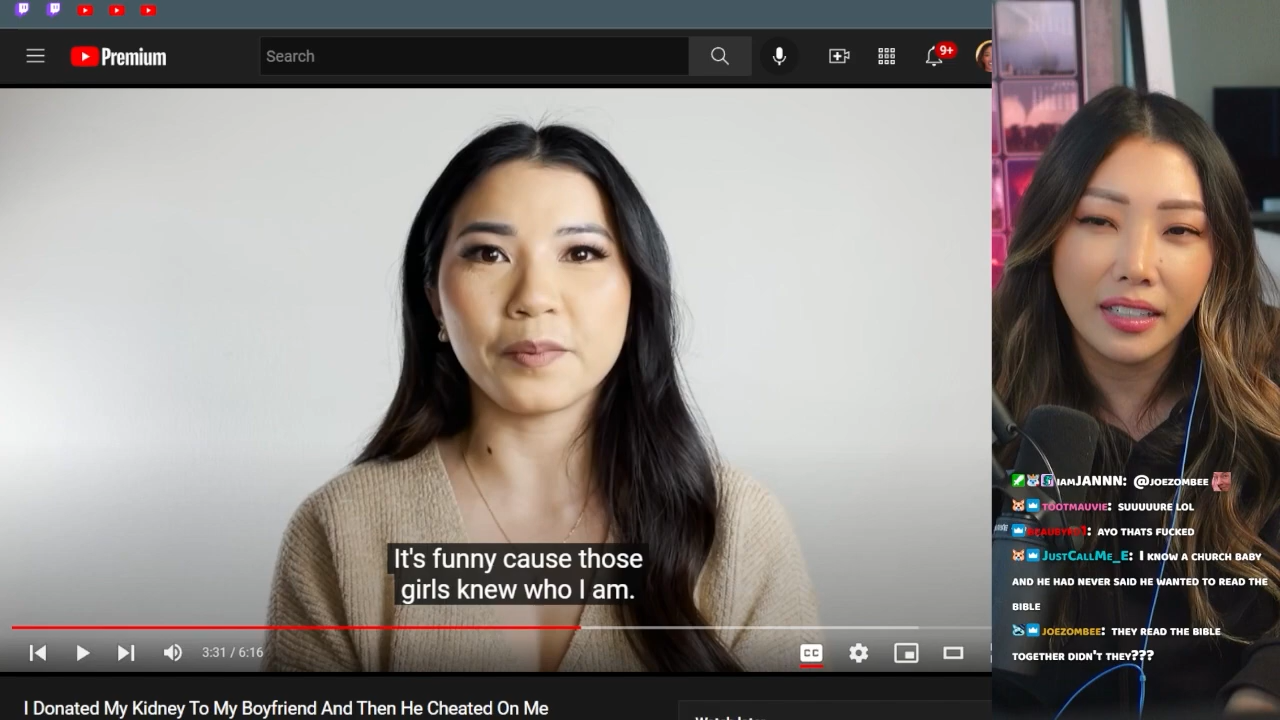 Premium
Search
9+
It's funny cause those
girls knew who I am.
3:31 / 6:16
CC
I Donated My Kidney To My Boyfriend And Then He Cheated On Me
IAMJANNN: @JOEZOMBEE
TOOTMAUVIE: SUUUUURE LOL
AYO THATS FUCKED
JUSTCALLME_E: I KNOW A CHURCH BABY
AND HE HAD NEVER SAID HE WANTED TO READ THE
BIBLE
JOEZOMBEE: THEY READ THE BIBLE
TOGETHER DIDN'T THEY???